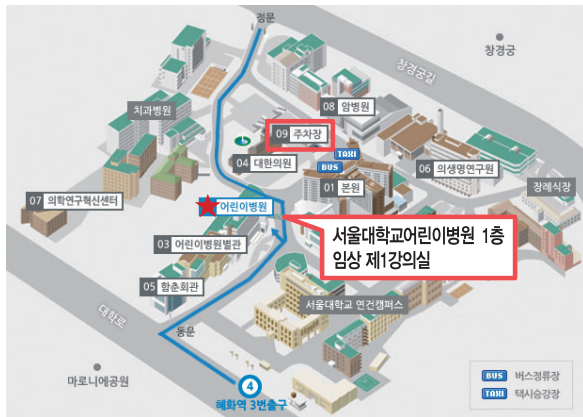 정문
창경궁
창경궁길
치과병원
08 암병원
09 주차장
TAXI
BUS
04 대한의원
06 의생명연구원
01 본원
장례식장
07 의학연구혁신센터
어린이병원
03 어린이병원별관
서울대학교어린이병원 1층
임상 제1강의실
05 함춘회관
서울대학교 연건캠퍼스
대학로
동문
마로니에공원
4
혜화역 3번출구
BUS 버스정류장
TAXI 택시승강장